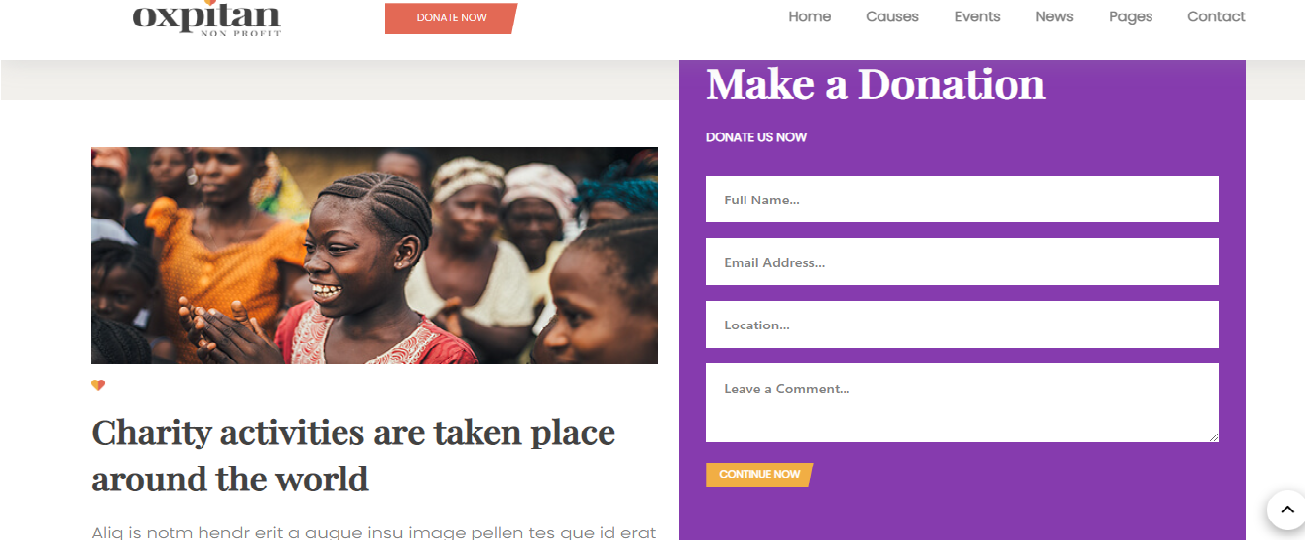 oxpitan
NON PROFIT
DONATE NOW
Home Causes Events News Pages Contact
Make a Donation
DONATE US NOW
Full Name...
Email Address...
Location...
Leave a Comment...
CONTINUE NOW
Charity activities are taken place
around the world
Aliq is notm hendr erit a augue insu image pellen tes que id erat